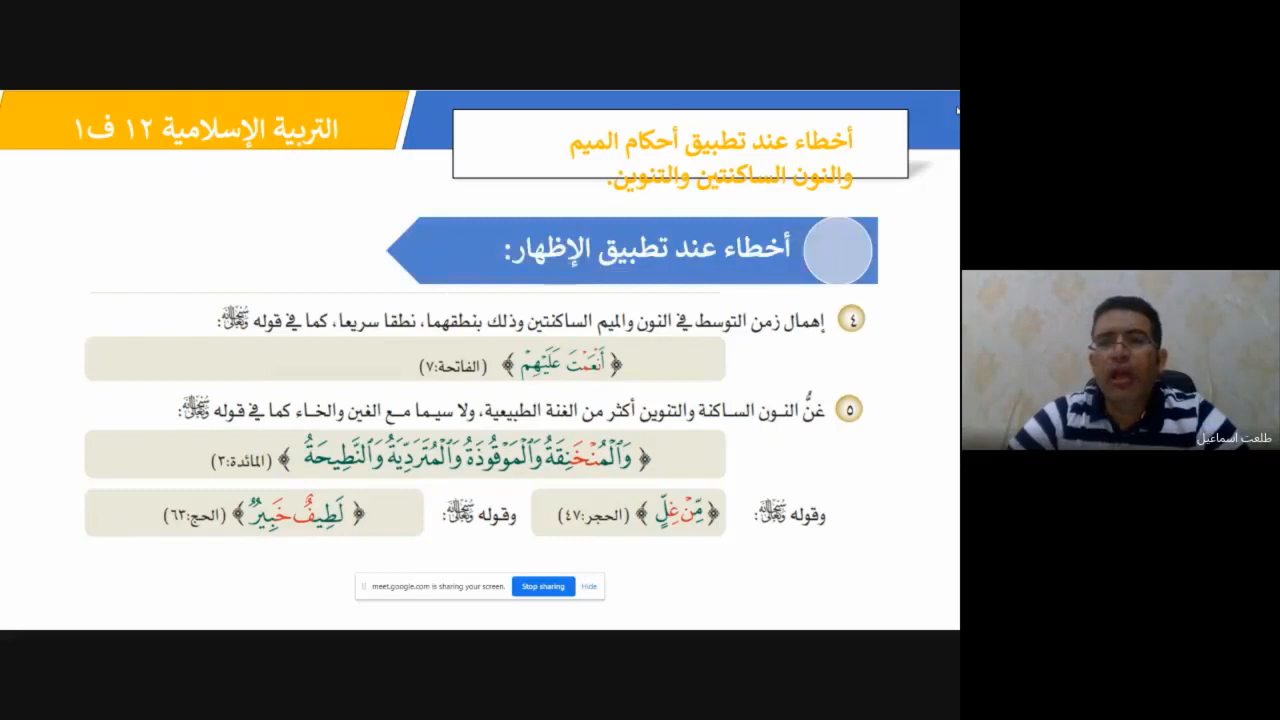 التربية الإسلامية ١٢ ف١
أخطاء عند تطبيق أحكام الميم
والنون الساكنتين والتنوين.
أخطاء عند تطبيق الإظهار:
٤ إهمال زمن التوسط في النون والميم الساكنتين وذلك بنطقهما، نطقا سريعا، كما في قوله ﷻ:
﴿ أَنْعَمْتَ عَلَيْهِمْ ﴾ (الفاتحة:٧)
٥ غنُّ النون الساكنة والتنوين أكثر من الغنة الطبيعية، ولا سيما مع الغين والخاء كما في قوله ﷻ:
﴿ وَٱلْمُنْخَنِقَةُ وَٱلْمَوْقُوذَةُ وَٱلْمُتَرَدِّيَةُ وَٱلنَّطِيحَةُ ﴾ (المائدة:٣)
وقوله ﷻ: ﴿ مِّنْ غِلٍّ ﴾ (الحجر:٤٧) وقوله ﷻ: ﴿ لَطِيفٌ خَبِيرٌ ﴾ (الحج:٦٣)
meet.google.com is sharing your screen. Stop sharing Hide
طلعت اسماعيل